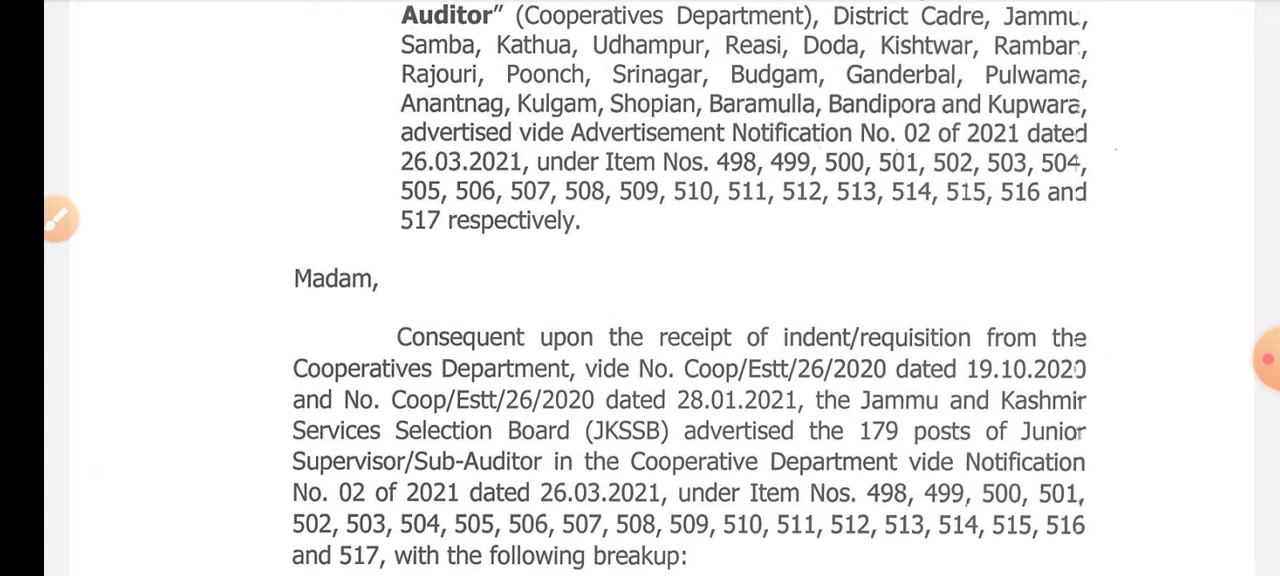 Auditor” (Cooperatives Department), District Cadre, Jammu,
Samba, Kathua, Udhampur, Reasi, Doda, Kishtwar, Ramban,
Rajouri, Poonch, Srinagar, Budgam, Ganderbal, Pulwama,
Anantnag, Kulgam, Shopian, Baramulla, Bandipora and Kupwara,
advertised vide Advertisement Notification No. 02 of 2021 dated
26.03.2021, under Item Nos. 498, 499, 500, 501, 502, 503, 504,
505, 506, 507, 508, 509, 510, 511, 512, 513, 514, 515, 516 and
517 respectively.
Madam,
Consequent upon the receipt of indent/requisition from the
Cooperatives Department, vide No. Coop/Estt/26/2020 dated 19.10.2020
and No. Coop/Estt/26/2020 dated 28.01.2021, the Jammu and Kashmir
Services Selection Board (JKSSB) advertised the 179 posts of Junior
Supervisor/Sub-Auditor in the Cooperative Department vide Notification
No. 02 of 2021 dated 26.03.2021, under Item Nos. 498, 499, 500, 501,
502, 503, 504, 505, 506, 507, 508, 509, 510, 511, 512, 513, 514, 515, 516
and 517, with the following breakup: